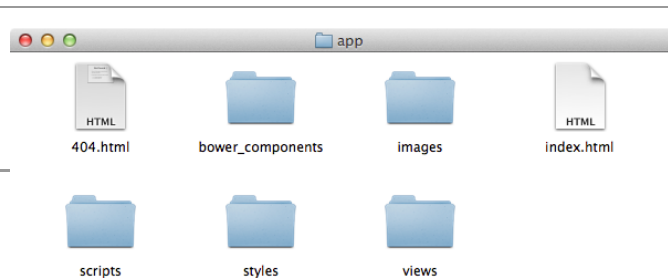 app
HTML
HTML
404.html bower_components images index.html
scripts styles views